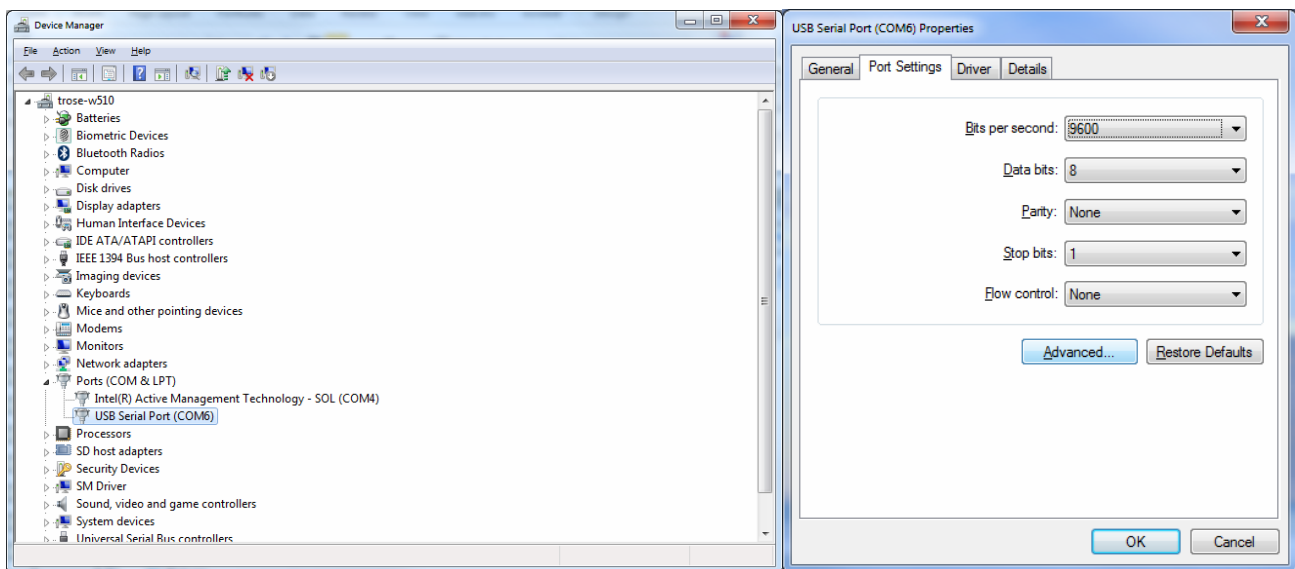 Device Manager
File Action View Help
trose-w510
Batteries
Biometric Devices
Bluetooth Radios
Computer
Disk drives
Display adapters
Human Interface Devices
IDE ATA/ATAPI controllers
IEEE 1394 Bus host controllers
Imaging devices
Keyboards
Mice and other pointing devices
Modems
Monitors
Network adapters
Ports (COM & LPT)
Intel(R) Active Management Technology - SOL (COM4)
USB Serial Port (COM6)
Processors
SD host adapters
Security Devices
SM Driver
Sound, video and game controllers
System devices
Universal Serial Bus controllers
USB Serial Port (COM6) Properties
General Port Settings Driver Details
Bits per second: 9600
Data bits: 8
Parity: None
Stop bits: 1
Flow control: None
Advanced... Restore Defaults
OK Cancel